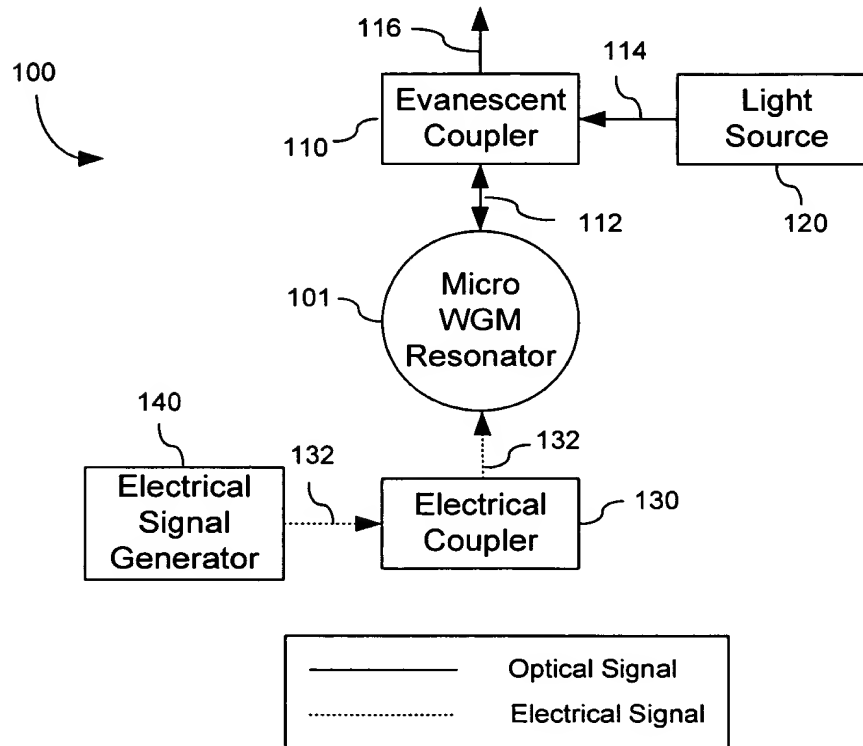 116
100
114
Evanescent
Coupler
Light
Source
110
120
112
101
Micro
WGM
Resonator
140
132
132
Electrical
Signal
Generator
Electrical
Coupler
130
Optical Signal
Electrical Signal